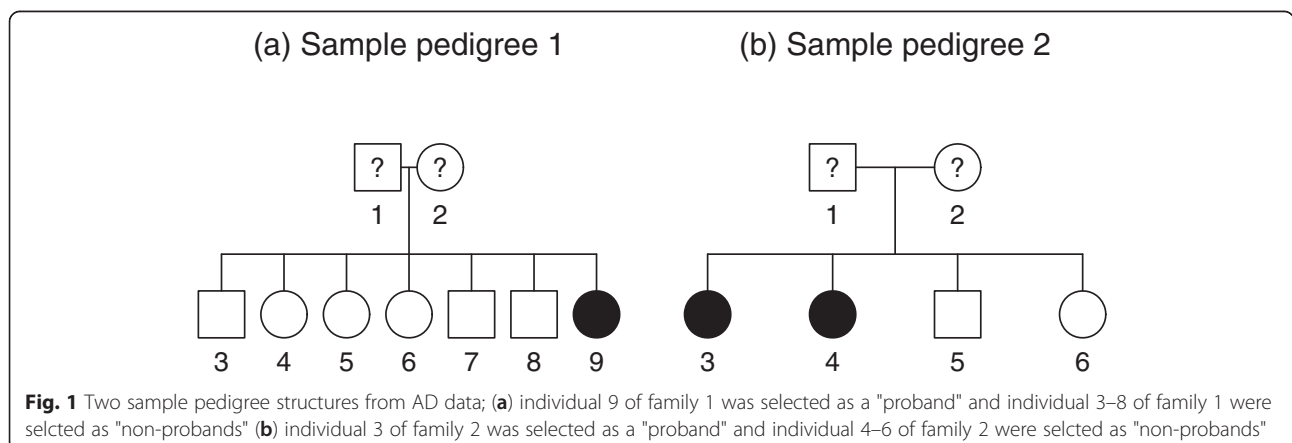 (a) Sample pedigree 1 (b) Sample pedigree 2
? ? ? ?
1 2 1 2
3 4 5 6 7 8 9 3 4 5 6
Fig. 1 Two sample pedigree structures from AD data; (a) individual 9 of family 1 was selected as a "proband" and individual 3–8 of family 1 were
selcted as "non-probands" (b) individual 3 of family 2 was selected as a "proband" and individual 4–6 of family 2 were selcted as "non-probands"